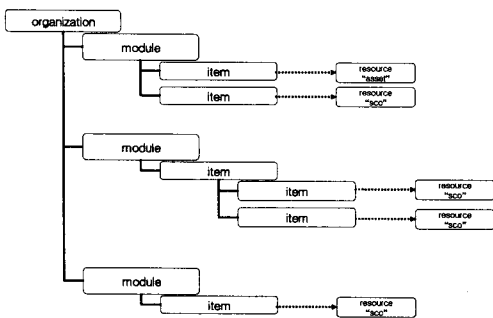 organization
module
item
resource
"asset"
item
resource
"sco"
module
item
item
resource
"sco"
item
resource
"sco"
module
item
resource
"sco"